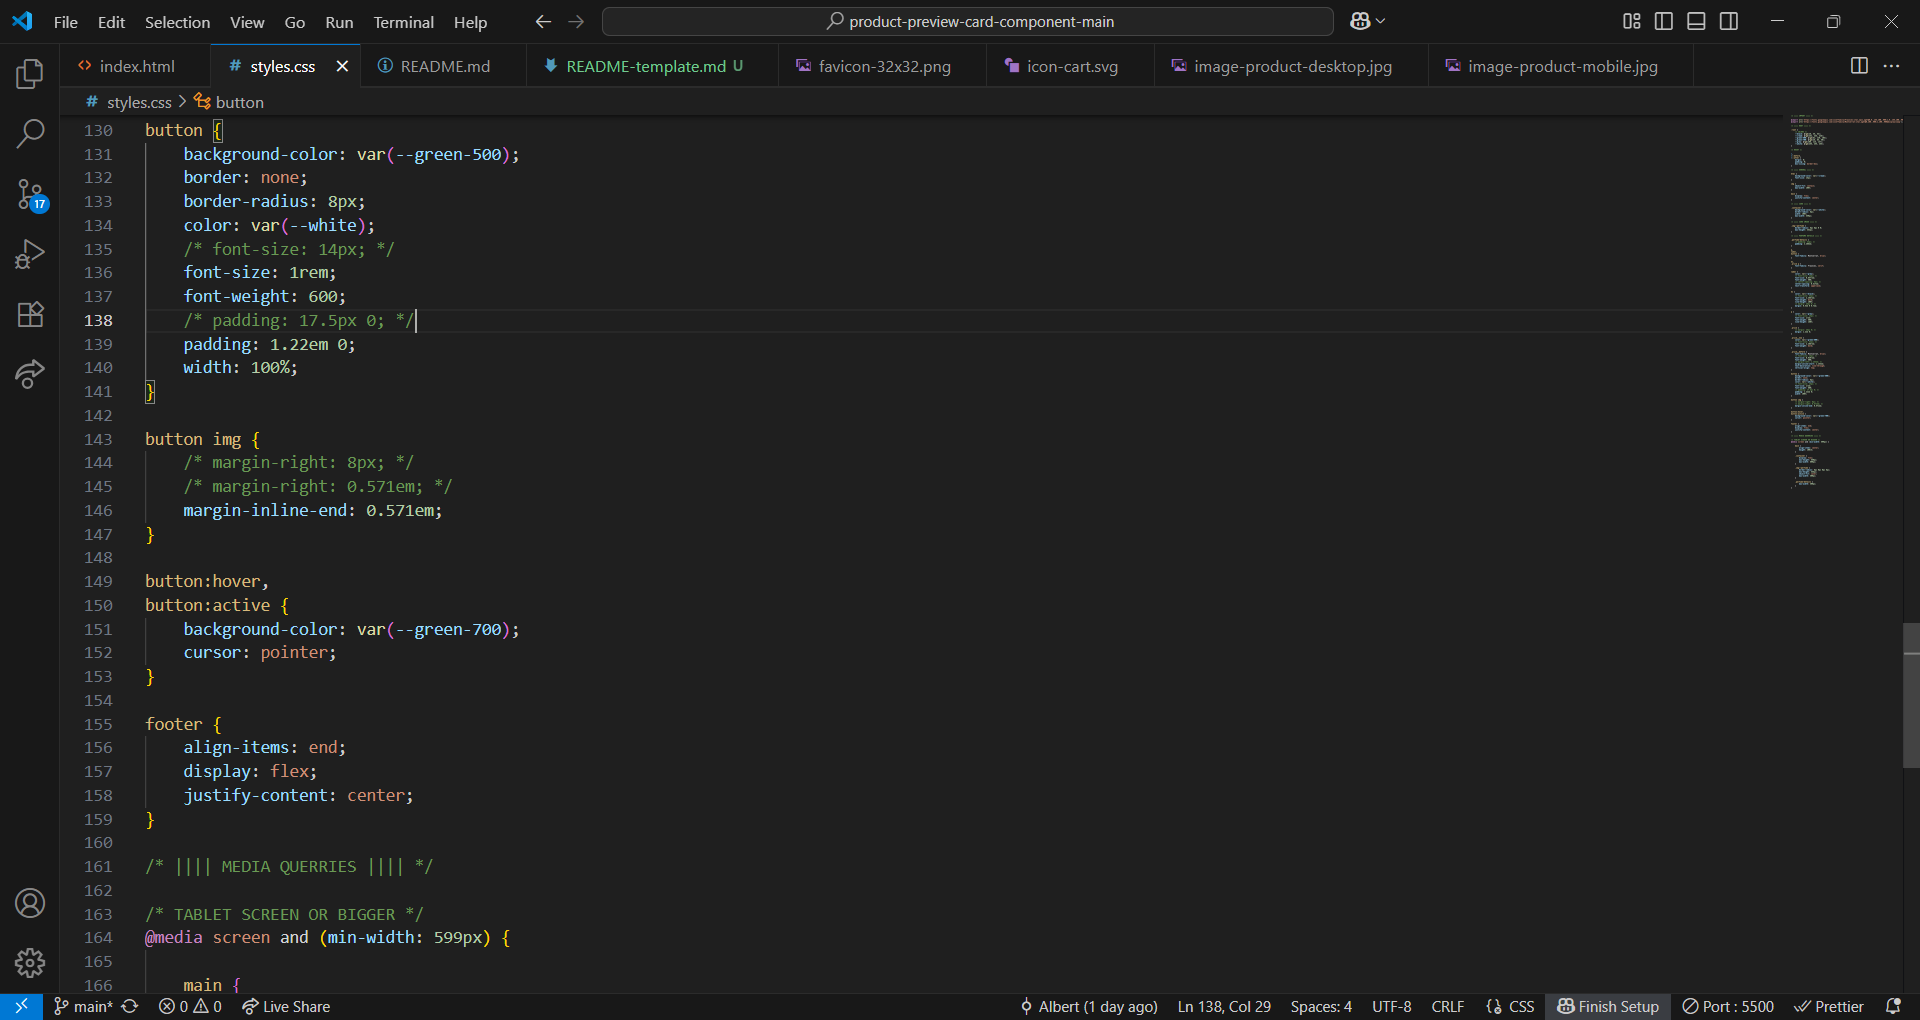 File Edit Selection View Go Run Terminal Help product-preview-card-component-main
index.html # styles.css README.md README-template.md U favicon-32x32.png icon-cart.svg image-product-desktop.jpg image-product-mobile.jpg
# styles.css > button
130 button {
131 background-color: var(--green-500);
132 border: none;
133 border-radius: 8px;
134 color: var(--white);
135 /* font-size: 14px; */
136 font-size: 1rem;
137 font-weight: 600;
138 /* padding: 17.5px 0; */
139 padding: 1.22em 0;
140 width: 100%;
141 }
142
143 button img {
144 /* margin-right: 8px; */
145 /* margin-right: 0.571em; */
146 margin-inline-end: 0.571em;
147 }
148
149 button:hover,
150 button:active {
151 background-color: var(--green-700);
152 cursor: pointer;
153 }
154
155 footer {
156 align-items: end;
157 display: flex;
158 justify-content: center;
159 }
160
161 /* |||| MEDIA QUERRIES |||| */
162
163 /* TABLET SCREEN OR BIGGER */
164 @media screen and (min-width: 599px) {
165
166 main {
17
main* 0 0 Live Share Albert (1 day ago) Ln 138, Col 29 Spaces: 4 UTF-8 CRLF {} CSS Finish Setup Port : 5500 Prettier